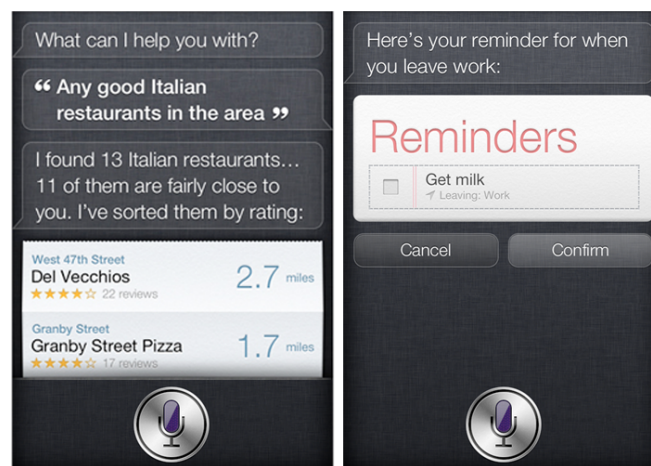 What can I help you with?
“ Any good Italian
restaurants in the area ”
I found 13 Italian restaurants…
11 of them are fairly close to
you. I’ve sorted them by rating:
West 47th Street
Del Vecchios
22 reviews
2.7 miles
Granby Street
Granby Street Pizza
17 reviews
1.7 miles
Here’s your reminder for when
you leave work:
Reminders
Get milk
Leaving: Work
Cancel
Confirm